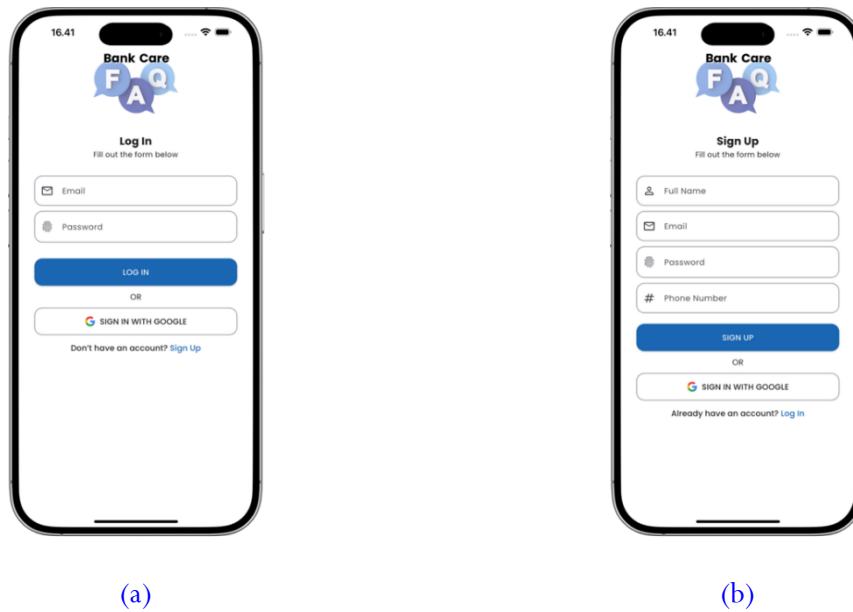 16.41
Bank Care
FAQ
Log In
Fill out the form below
Email
Password
LOG IN
OR
SIGN IN WITH GOOGLE
Don't have an account? Sign Up
(a)
16.41
Bank Care
FAQ
Sign Up
Fill out the form below
Full Name
Email
Password
# Phone Number
SIGN UP
OR
SIGN IN WITH GOOGLE
Already have an account? Log In
(b)